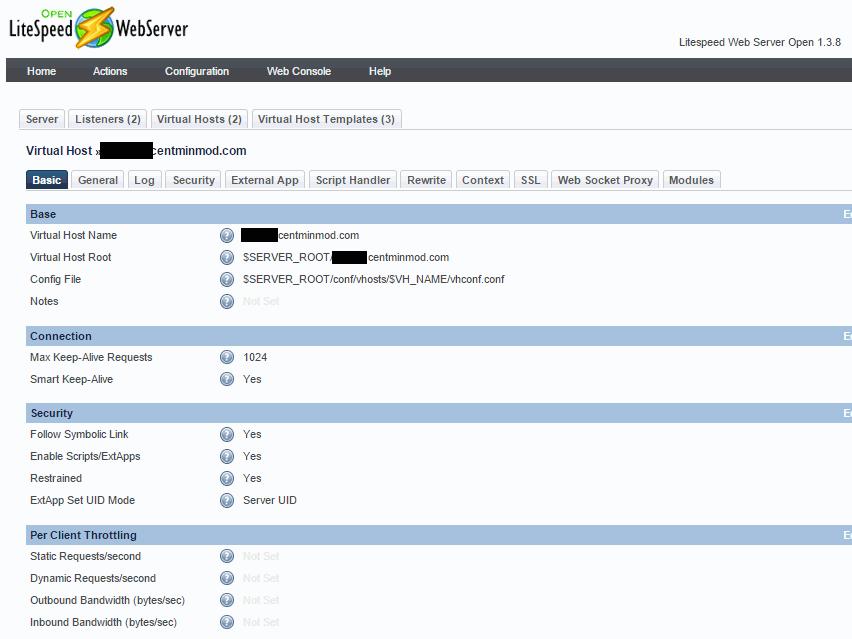 OPEN
LiteSpeed WebServer
Litespeed Web Server Open 1.3.8
Home Actions Configuration Web Console Help
Server Listeners (2) Virtual Hosts (2) Virtual Host Templates (3)
Virtual Host » centminmod.com
Basic General Log Security External App Script Handler Rewrite Context SSL Web Socket Proxy Modules
Base
Virtual Host Name ? centminmod.com
Virtual Host Root ? $SERVER_ROOT/ centminmod.com
Config File ? $SERVER_ROOT/conf/vhosts/$VH_NAME/vhconf.conf
Notes ? Not Set
Connection
Max Keep-Alive Requests ? 1024
Smart Keep-Alive ? Yes
Security
Follow Symbolic Link ? Yes
Enable Scripts/ExtApps ? Yes
Restrained ? Yes
ExtApp Set UID Mode ? Server UID
Per Client Throttling
Static Requests/second ? Not Set
Dynamic Requests/second ? Not Set
Outbound Bandwidth (bytes/sec) ? Not Set
Inbound Bandwidth (bytes/sec) ? Not Set